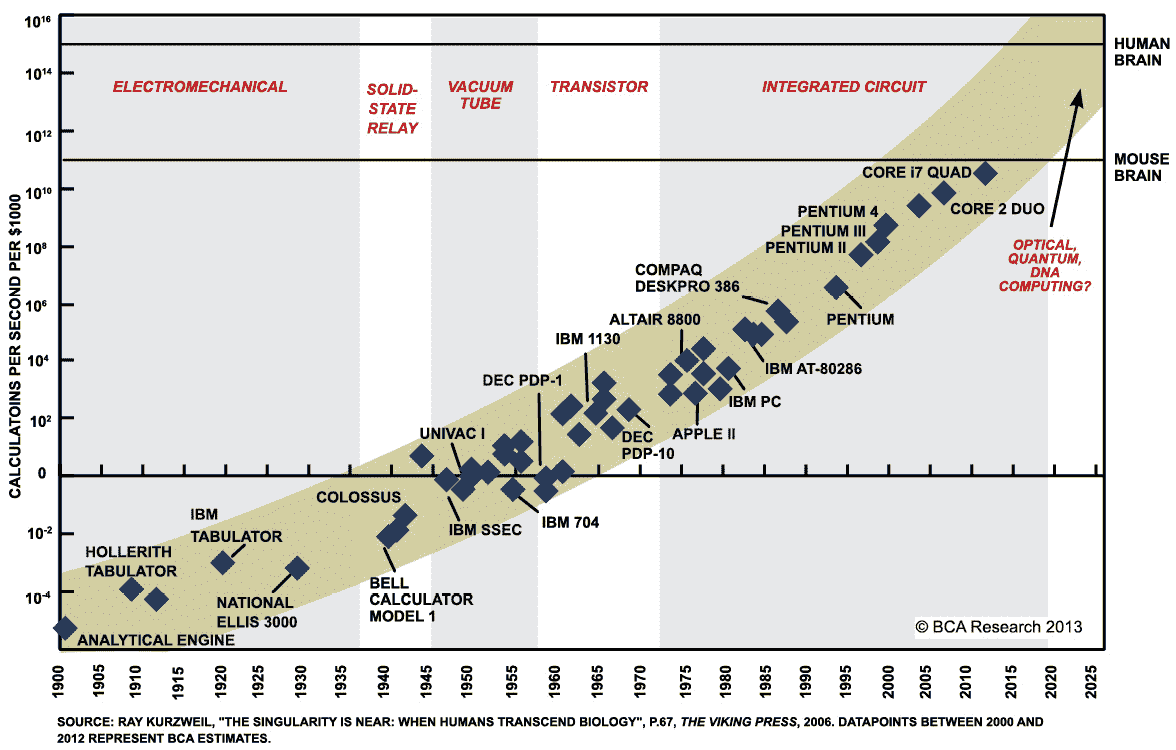 10^16
10^14
10^12
10^10
10^8
10^6
10^4
10^2
0
10^-2
10^-4
CALCULATOINS PER SECOND PER $1000
ELECTROMECHANICAL
SOLID-
STATE
RELAY
VACUUM
TUBE
TRANSISTOR
INTEGRATED CIRCUIT
HUMAN
BRAIN
MOUSE
BRAIN
CORE i7 QUAD
CORE 2 DUO
PENTIUM 4
PENTIUM III
PENTIUM II
OPTICAL,
QUANTUM,
DNA
COMPUTING?
COMPAQ
DESKPRO 386
PENTIUM
ALTAIR 8800
IBM 1130
IBM AT-80286
DEC PDP-1
IBM PC
UNIVAC I
DEC
PDP-10
APPLE II
COLOSSUS
IBM
TABULATOR
IBM SSEC
IBM 704
HOLLERITH
TABULATOR
NATIONAL
ELLIS 3000
BELL
CALCULATOR
MODEL 1
ANALYTICAL ENGINE
© BCA Research 2013
1900
1905
1910
1915
1920
1925
1930
1935
1940
1945
1950
1955
1960
1965
1970
1975
1980
1985
1990
1995
2000
2005
2010
2015
2020
2025
SOURCE: RAY KURZWEIL, "THE SINGULARITY IS NEAR: WHEN HUMANS TRANSCEND BIOLOGY", P.67, THE VIKING PRESS, 2006. DATAPOINTS BETWEEN 2000 AND
2012 REPRESENT BCA ESTIMATES.